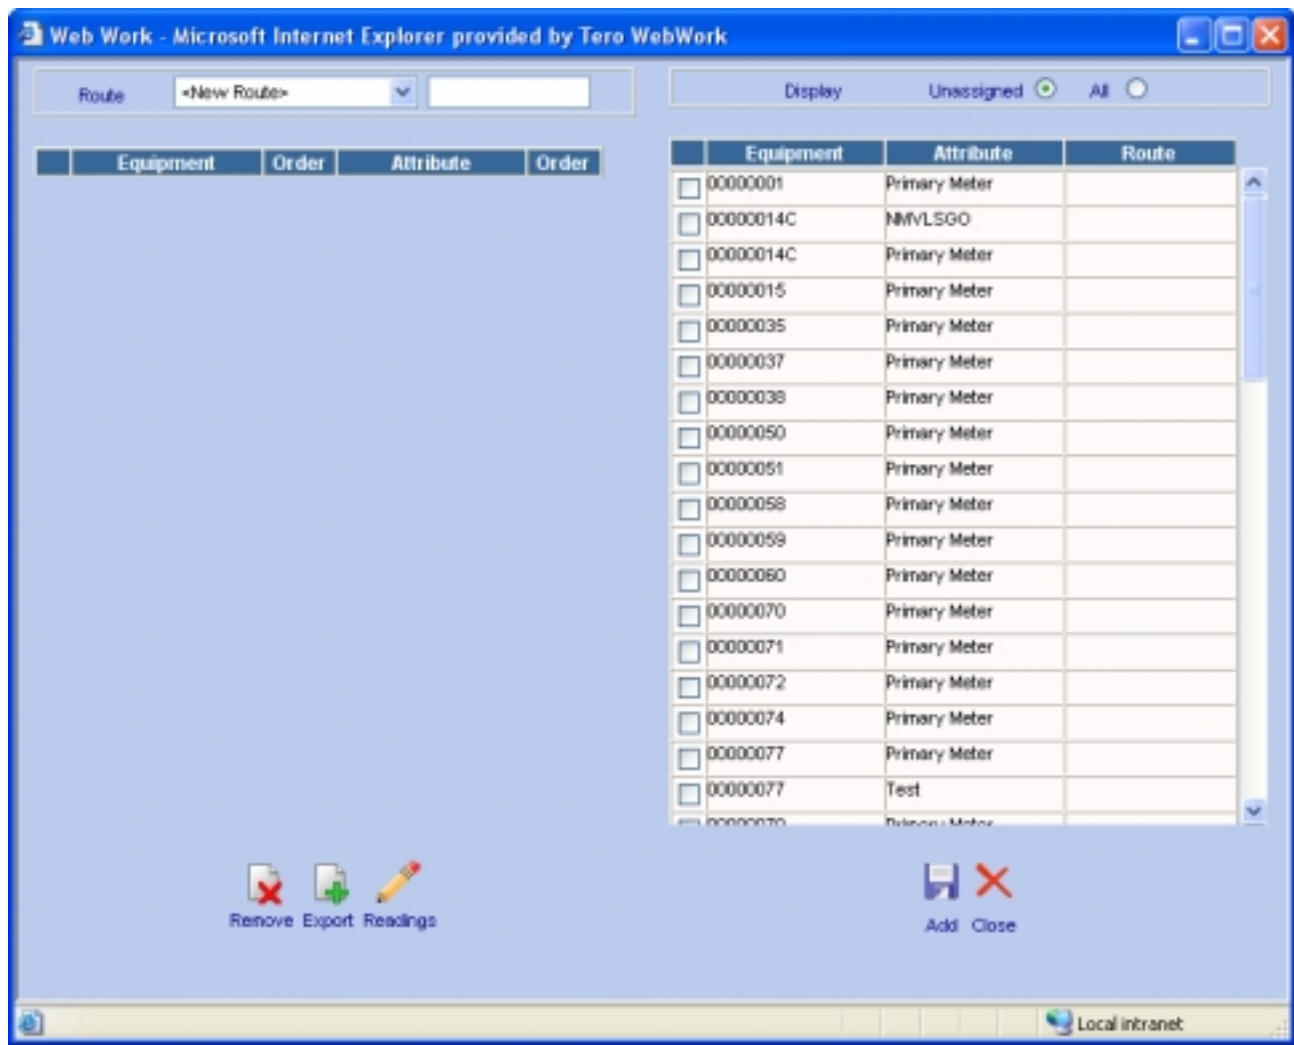 Web Work - Microsoft Internet Explorer provided by Tero WebWork
Route <New Route>
Display Unassigned All
Equipment Order Attribute Order
Equipment Attribute Route
00000001 Primary Meter
00000014C NMVLSGO
00000014C Primary Meter
00000015 Primary Meter
00000035 Primary Meter
00000037 Primary Meter
00000038 Primary Meter
00000050 Primary Meter
00000051 Primary Meter
00000058 Primary Meter
00000059 Primary Meter
00000060 Primary Meter
00000070 Primary Meter
00000071 Primary Meter
00000072 Primary Meter
00000074 Primary Meter
00000077 Primary Meter
00000077 Test
Primary Meter
Remove Export Readings
Add Close
Local intranet